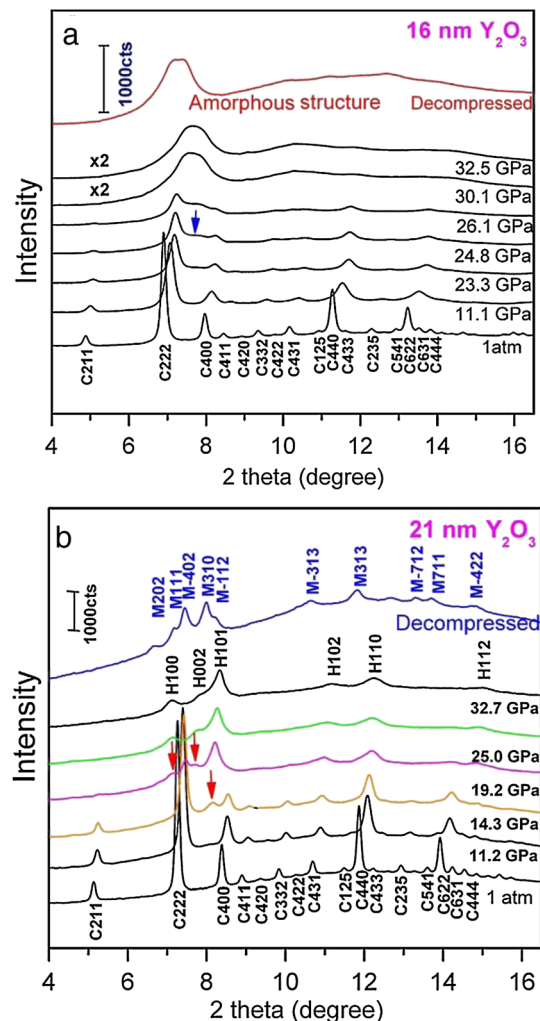 a
16 nm Y₂O₃
1000cts
Amorphous structure
Decompressed
x2
32.5 GPa
x2
30.1 GPa
26.1 GPa
24.8 GPa
23.3 GPa
11.1 GPa
1atm
C211
C222
C400
C411
C420
C332
C422
C431
C125
C440
C433
C235
C541
C622
C631
C444
Intensity
4 6 8 10 12 14 16
2 theta (degree)
b
21 nm Y₂O₃
1000cts
M202
M111
M-402
M310
M-112
M-313
M313
M-712
M711
M-422
Decompressed
H100
H002
H101
H102
H110
H112
32.7 GPa
25.0 GPa
19.2 GPa
14.3 GPa
11.2 GPa
1 atm
C211
C222
C400
C411
C420
C332
C422
C431
C125
C440
C433
C235
C541
C622
C631
C444
Intensity
4 6 8 10 12 14 16
2 theta (degree)